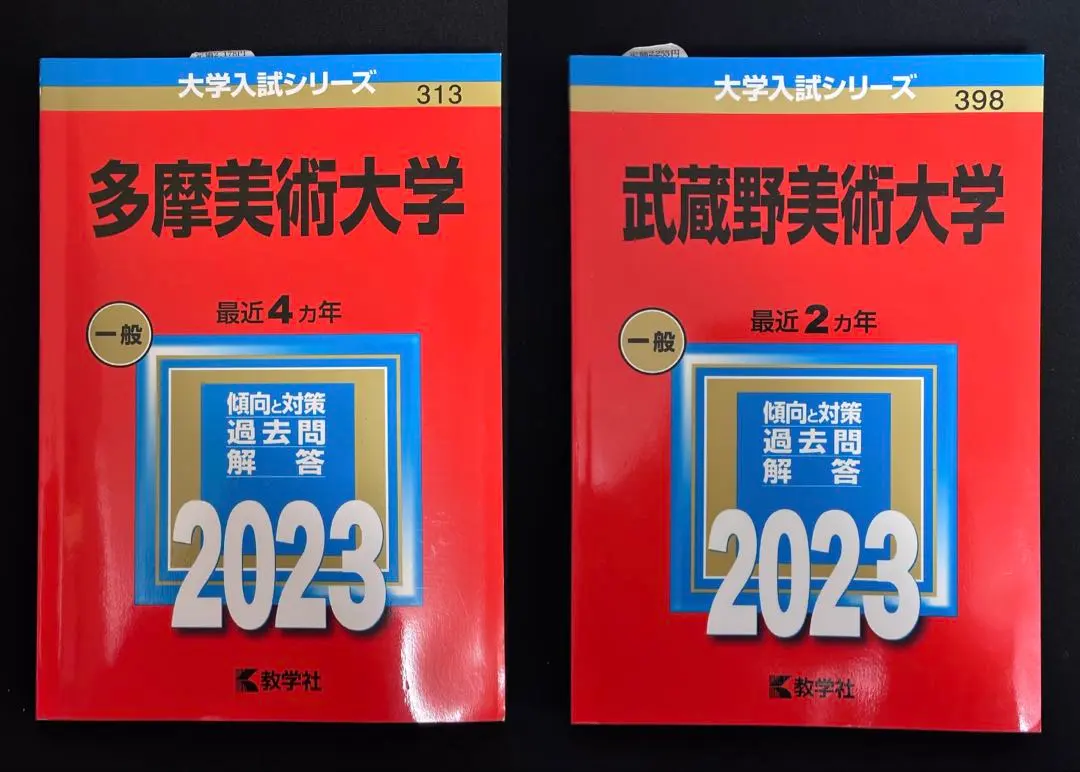 大学入試シリーズ
313
多摩美術大学
最近4ヵ年
一般
傾向と対策
過去問
解答
2023
教学社
大学入試シリーズ
398
武蔵野美術大学
最近2ヵ年
一般
傾向と対策
過去問
解答
2023
教学社